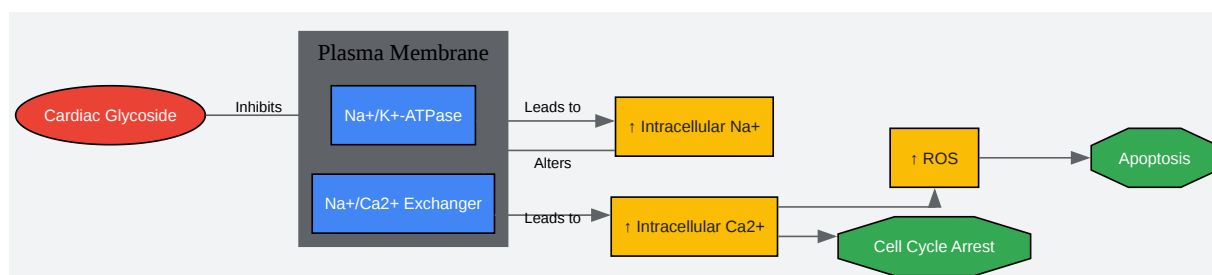 Plasma Membrane
Cardiac Glycoside
Inhibits
Na+/K+-ATPase
Leads to
↑ Intracellular Na+
Alters
Na+/Ca2+ Exchanger
Leads to
↑ Intracellular Ca2+
↑ ROS
Apoptosis
Cell Cycle Arrest